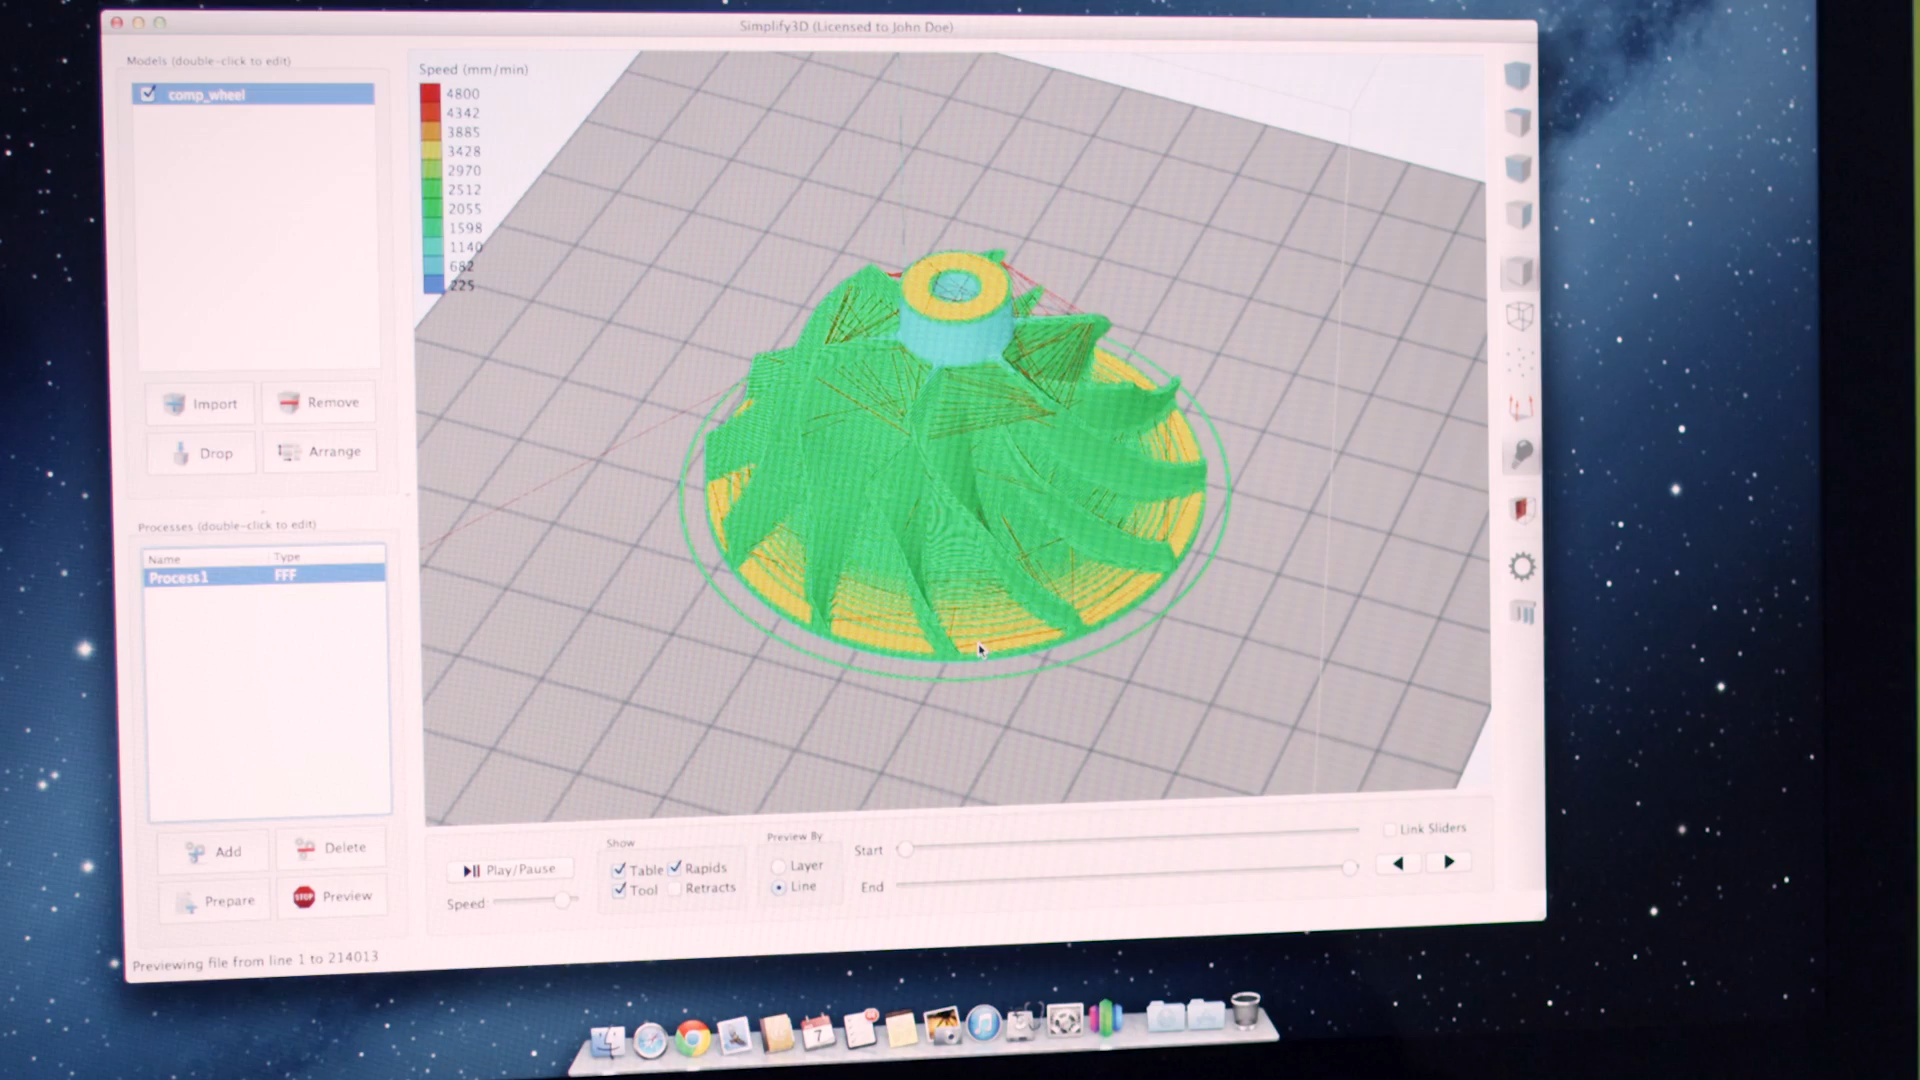 Simplify3D (Licensed to John Doe)
Models (double-click to edit)
comp_wheel
Import
Remove
Drop
Arrange
Processes (double-click to edit)
Name Type
Process1 FFF
Add
Delete
Prepare
STOP
Preview
Previewing file from line 1 to 214013
Speed (mm/min)
4800
4342
3885
3428
2970
2512
2055
1598
1140
682
225
Play/Pause
Speed:
Show
Table Rapids
Tool Retracts
Preview By
Layer
Line
Start
End
Link Sliders
7